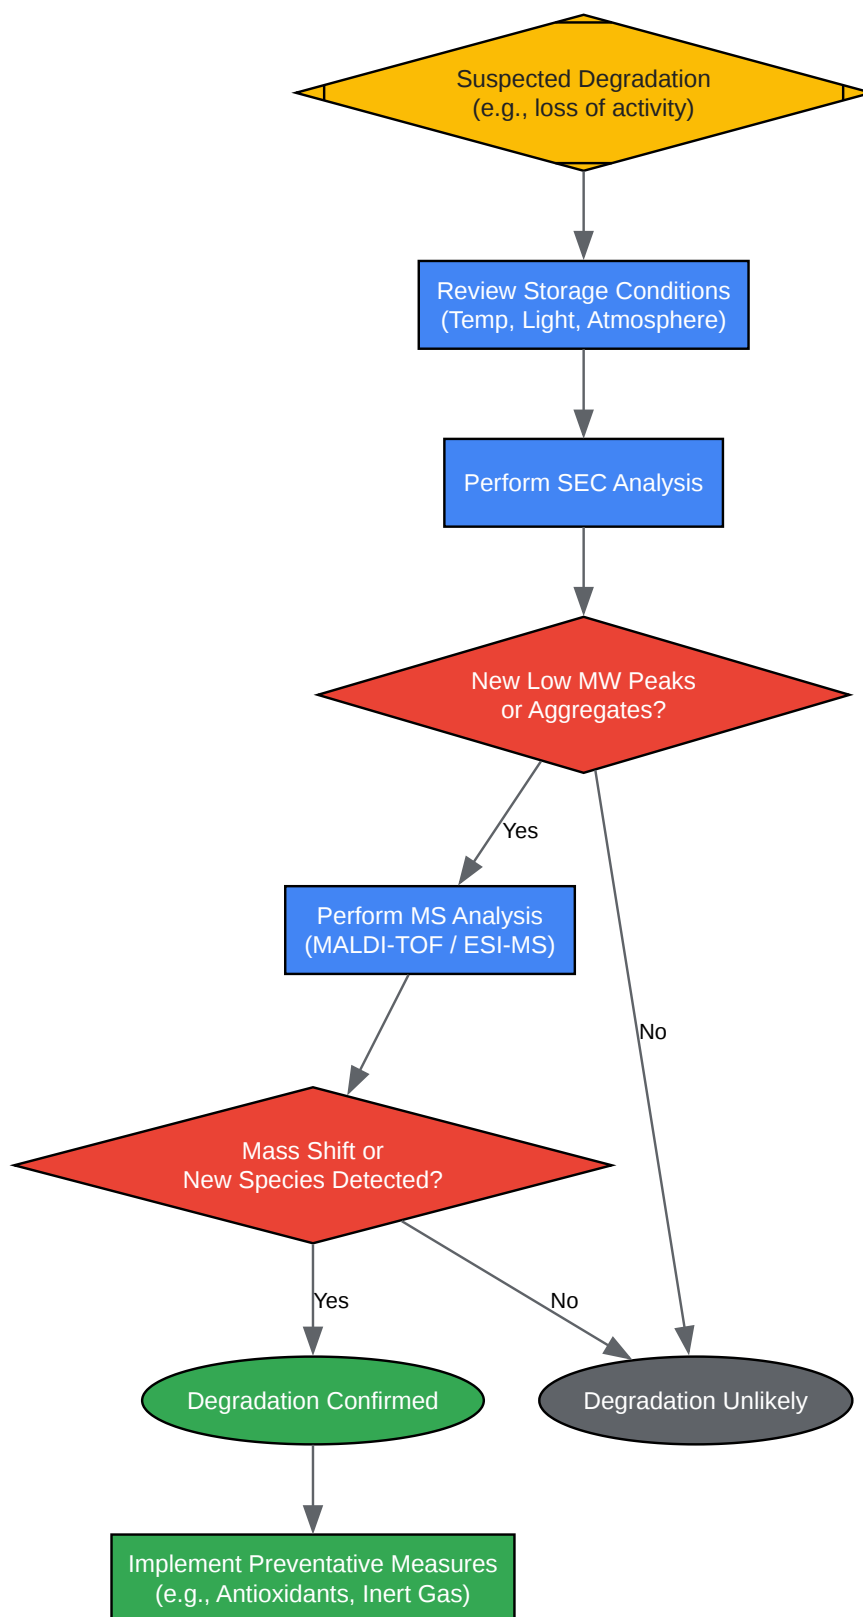 Suspected Degradation
(e.g., loss of activity)
Review Storage Conditions
(Temp, Light, Atmosphere)
Perform SEC Analysis
New Low MW Peaks
or Aggregates?
Yes
Perform MS Analysis
(MALDI-TOF / ESI-MS)
No
Mass Shift or
New Species Detected?
Yes
No
Degradation Confirmed
Degradation Unlikely
Implement Preventative Measures
(e.g., Antioxidants, Inert Gas)